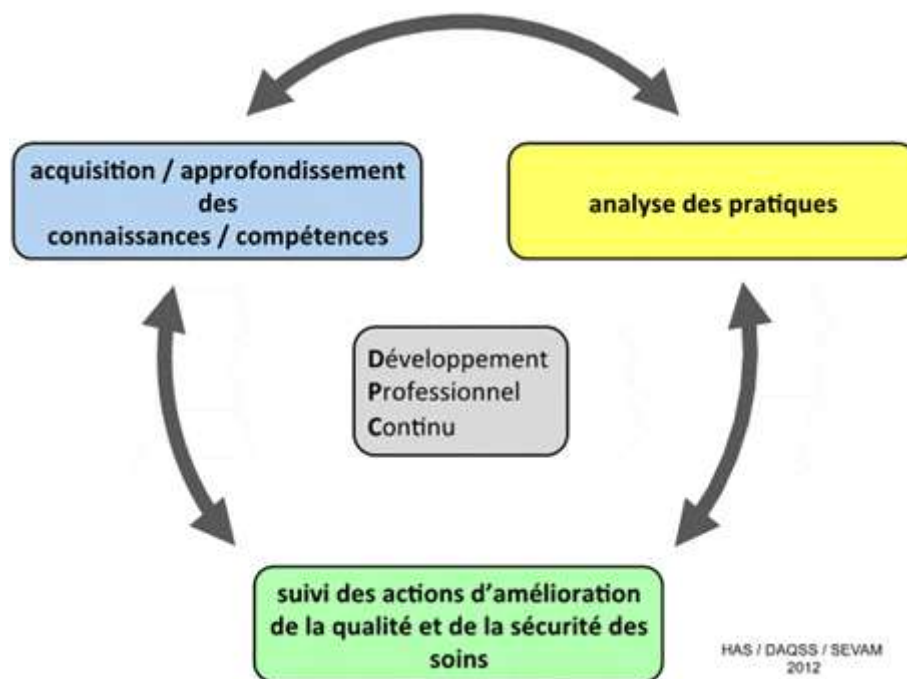 acquisition / approfondissement
des
connaissances / compétences
analyse des pratiques
Développement
Professionnel
Continu
suivi des actions d’amélioration
de la qualité et de la sécurité des
soins
HAS / DAQSS / SEVAM
2012